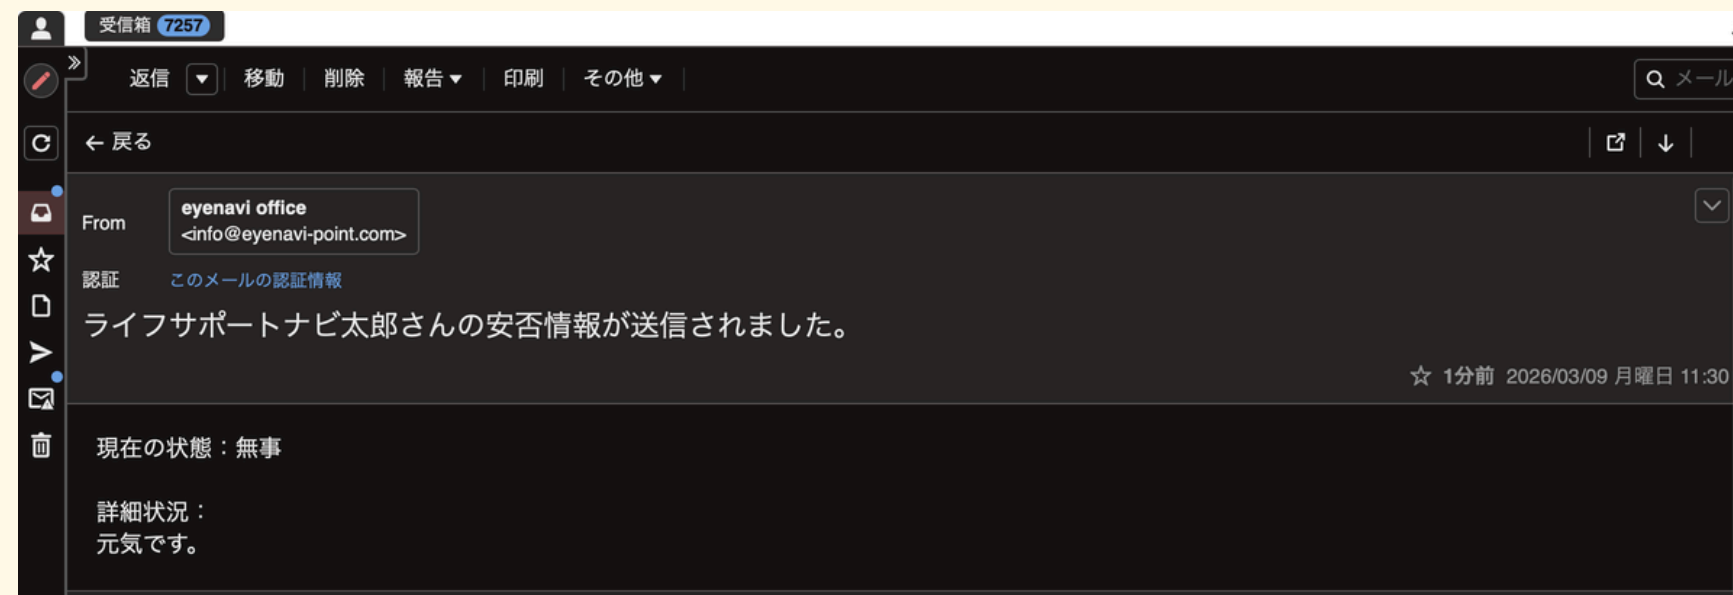 受信箱 7257
返信 移動 削除 報告 印刷 その他
メール
戻る
From eyenavi office
<info@eyenavi-point.com>
認証 このメールの認証情報
ライフサポートナビ太郎さんの安否情報が送信されました。
1分前 2026/03/09 月曜日 11:30
現在の状態：無事
詳細状況：
元気です。